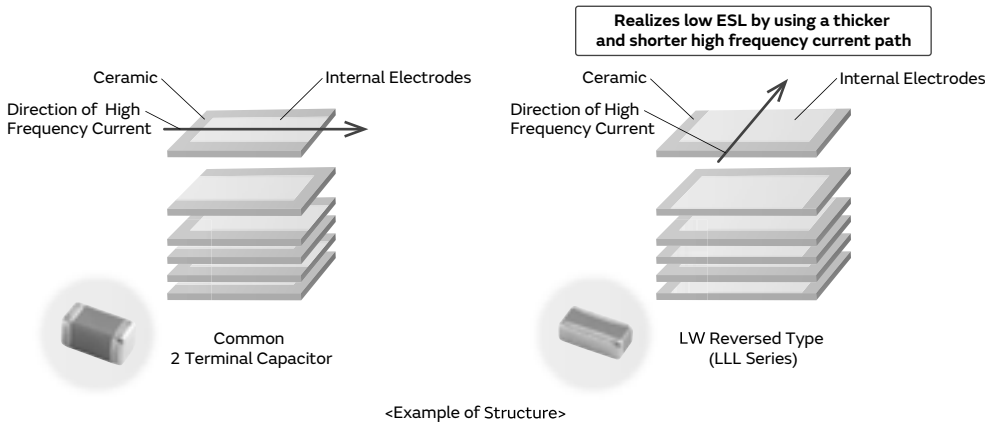 Realizes low ESL by using a thicker
and shorter high frequency current path
Ceramic
Internal Electrodes
Direction of High
Frequency Current
Common
2 Terminal Capacitor
Ceramic
Internal Electrodes
Direction of High
Frequency Current
LW Reversed Type
(LLL Series)
<Example of Structure>